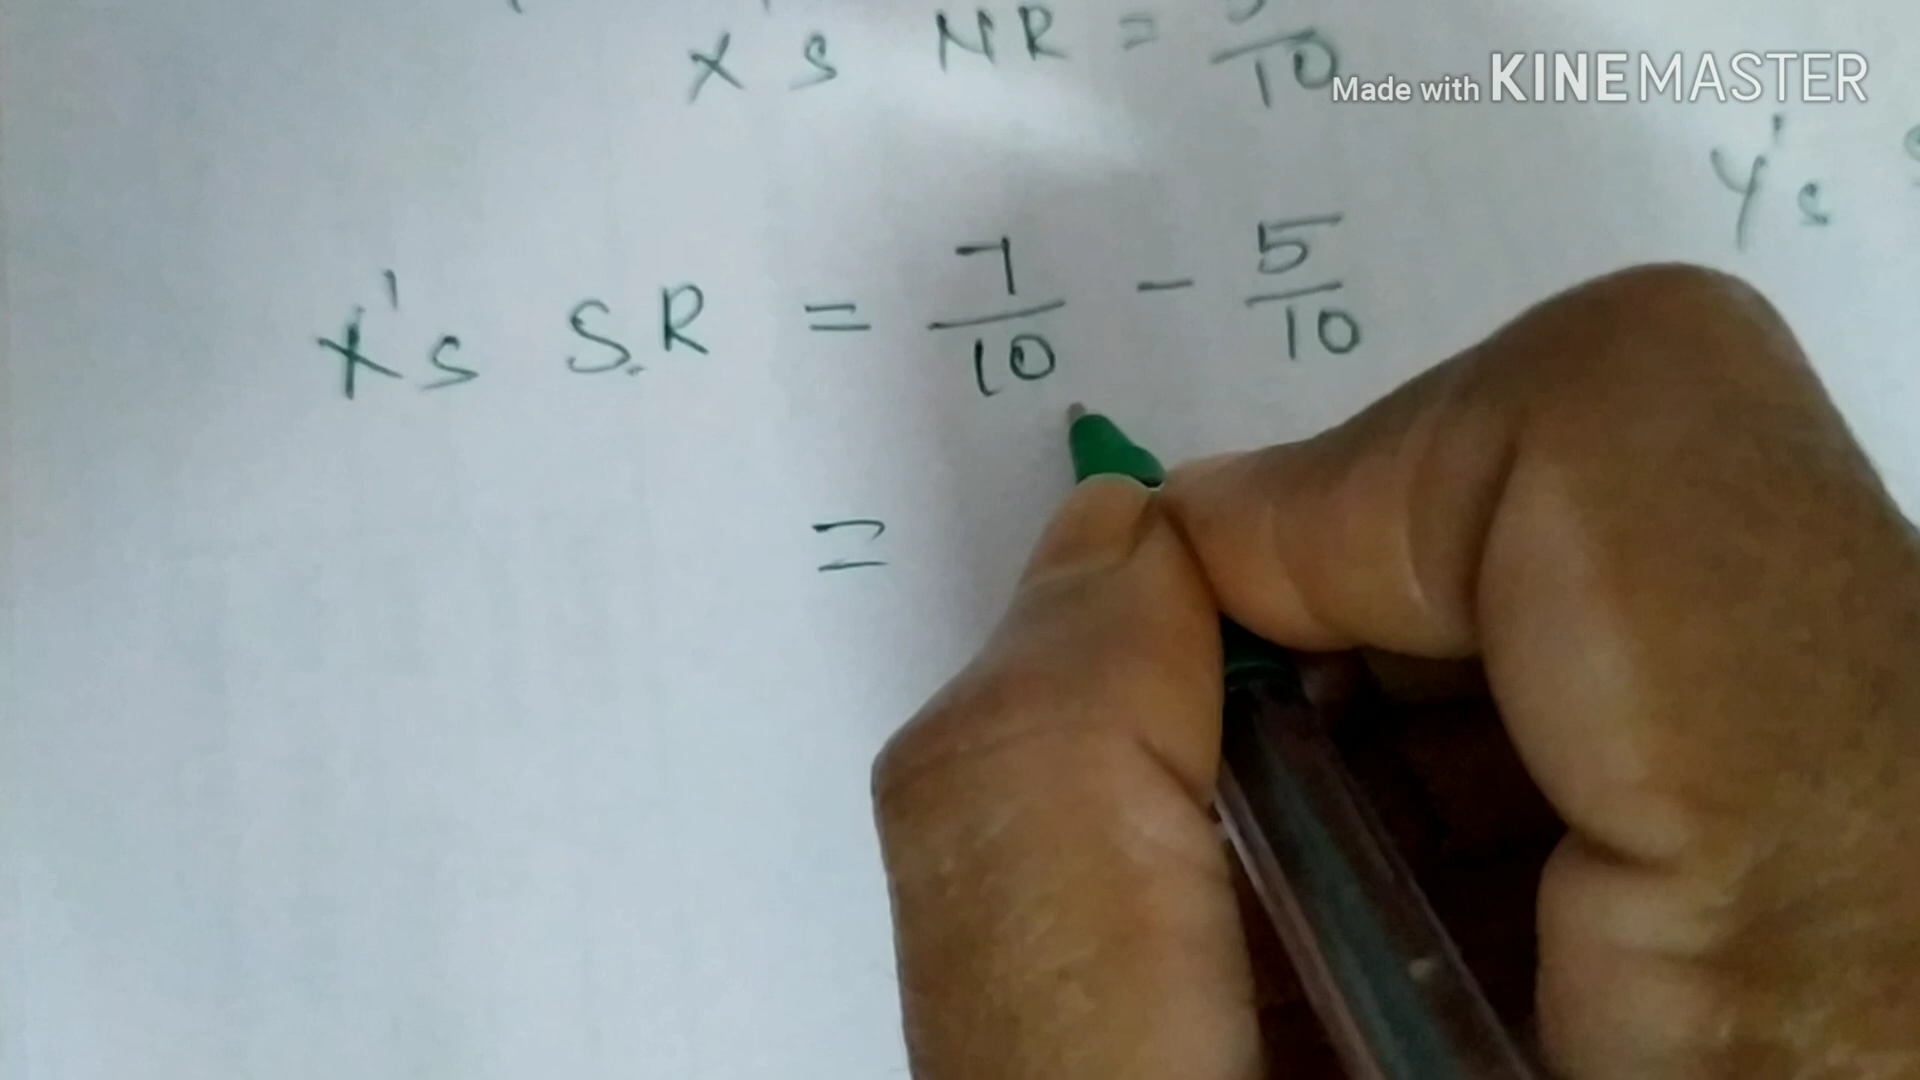 x's NR = 5/10
Made with KINEMASTER
Y's
x's S.R = 7/10 - 5/10
=